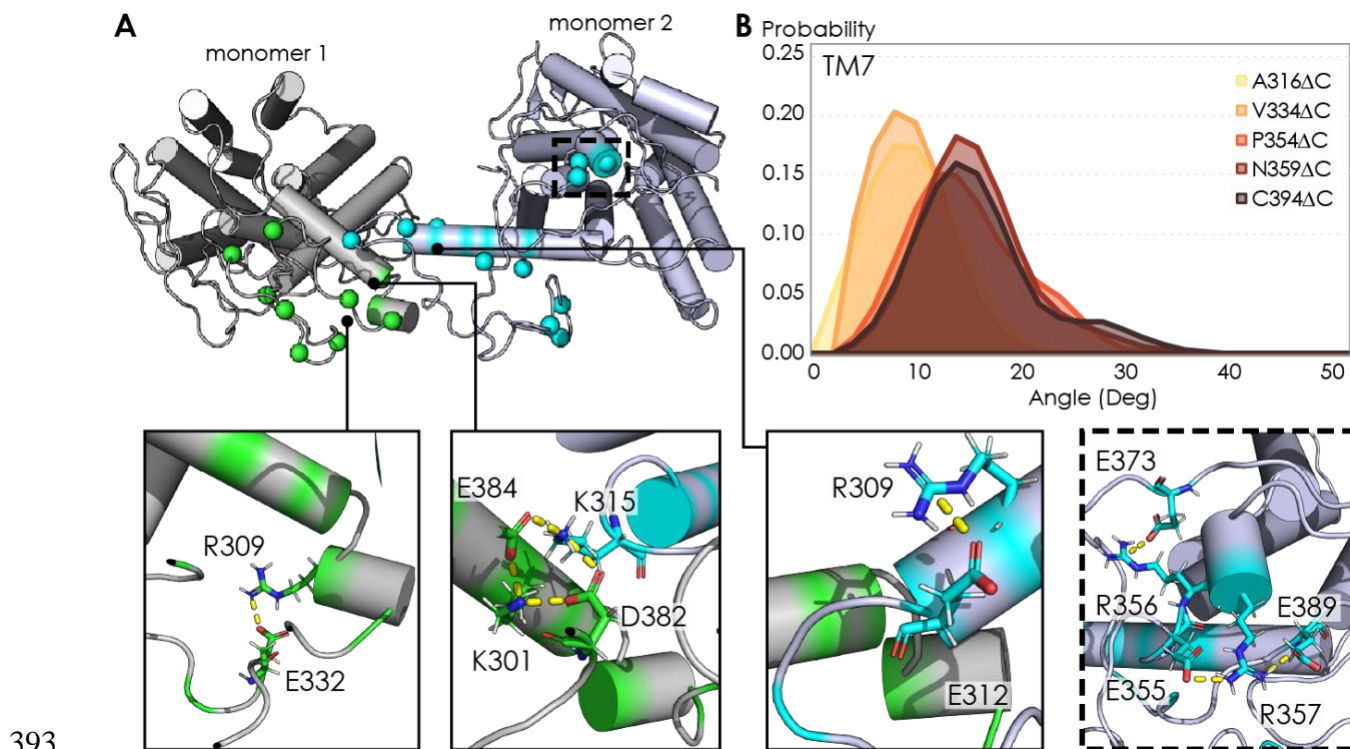 A
monomer 1
monomer 2
B Probability
0.25
0.20
0.15
0.10
0.05
0.00
TM7
A316ΔC
V334ΔC
P354ΔC
N359ΔC
C394ΔC
0 10 20 30 40 50
Angle (Deg)
R309
E332
E384
K315
K301
D382
R309
E312
E373
R356
E389
E355
R357
393